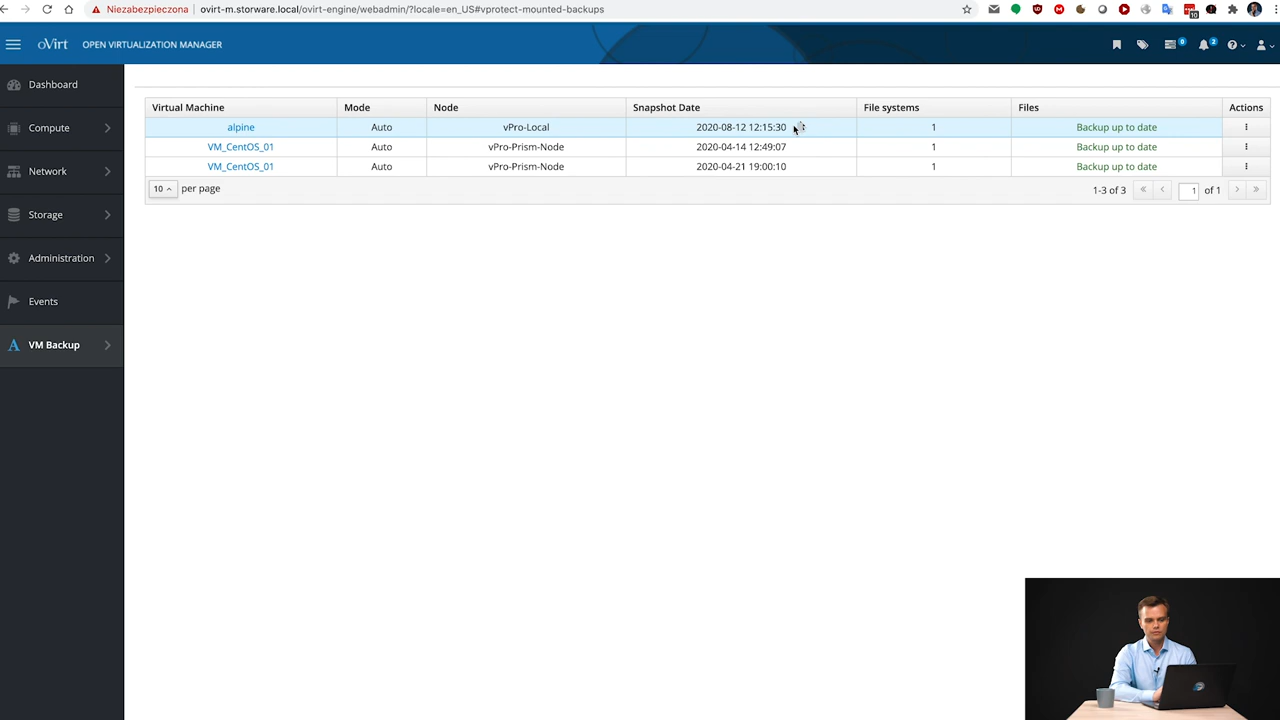 Niezabezpieczona ovirt-m.storware.local/ovirt-engine/webadmin/?locale=en_US#vprotect-mounted-backups
10
oVirt OPEN VIRTUALIZATION MANAGER
0 2
Dashboard
Compute
Network
Storage
Administration
Events
VM Backup
Virtual Machine Mode Node Snapshot Date File systems Files Actions
alpine Auto vPro-Local 2020-08-12 12:15:30 1 Backup up to date
VM_CentOS_01 Auto vPro-Prism-Node 2020-04-14 12:49:07 1 Backup up to date
VM_CentOS_01 Auto vPro-Prism-Node 2020-04-21 19:00:10 1 Backup up to date
10 per page 1-3 of 3 1 of 1